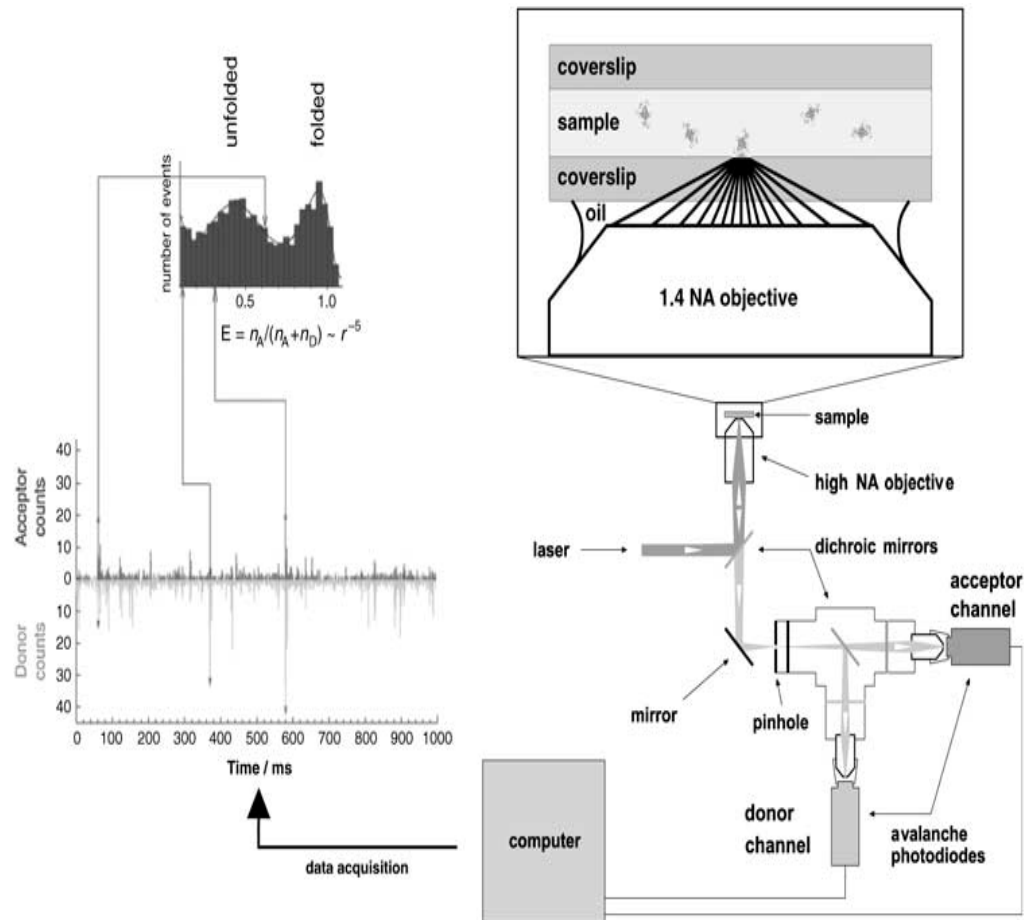 unfolded
folded
number of events
0.5
1.0
E = nA/(nA+nD) ~ r⁻⁵
Acceptor
counts
40
30
20
10
0
Donor
counts
10
20
30
40
0 100 200 300 400 500 600 700 800 900 1000
Time / ms
data acquisition
computer
coverslip
sample
coverslip
oil
1.4 NA objective
sample
high NA objective
laser
dichroic mirrors
acceptor
channel
mirror
pinhole
donor
channel
avalanche
photodiodes